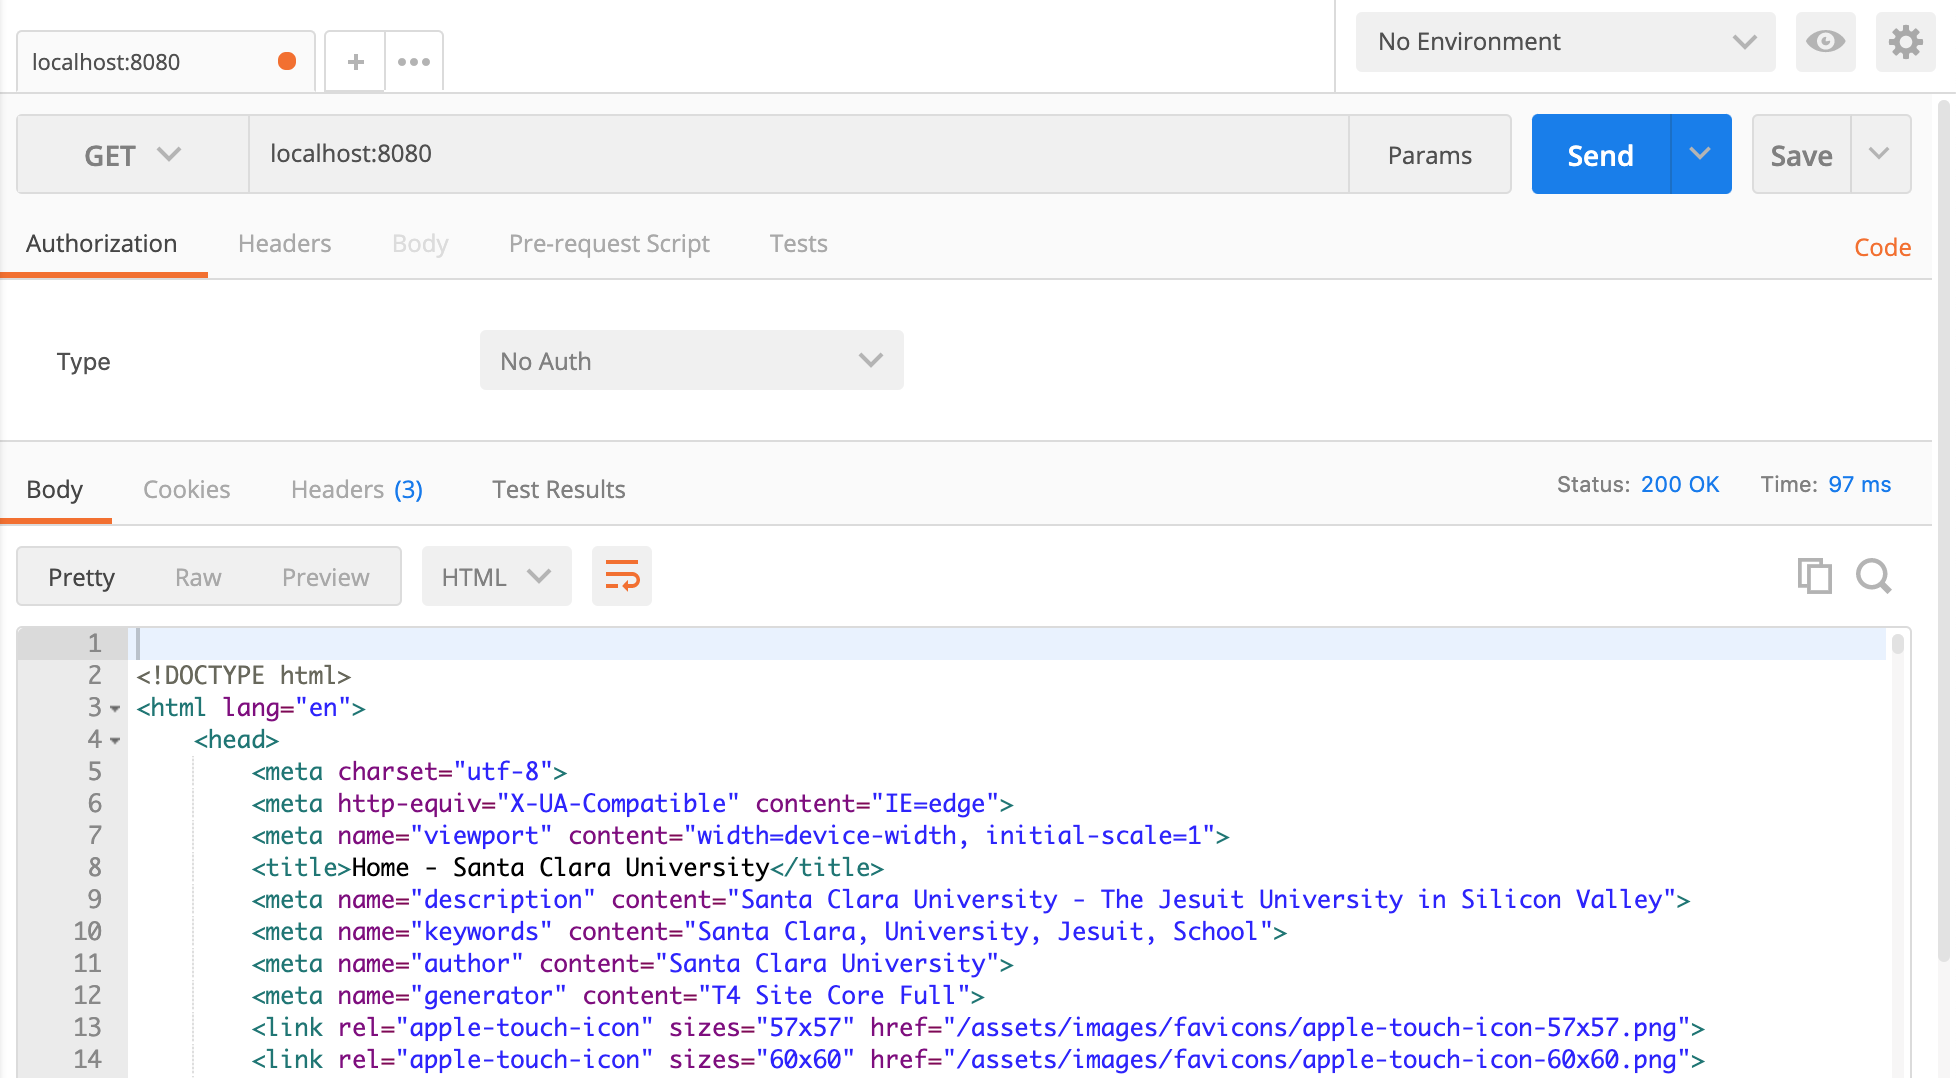 localhost:8080
No Environment
GET localhost:8080 Params Send Save
Authorization Headers Body Pre-request Script Tests Code
Type No Auth
Body Cookies Headers (3) Test Results Status: 200 OK Time: 97 ms
Pretty Raw Preview HTML
1
2 <!DOCTYPE html>
3 <html lang="en">
4 <head>
5 <meta charset="utf-8">
6 <meta http-equiv="X-UA-Compatible" content="IE=edge">
7 <meta name="viewport" content="width=device-width, initial-scale=1">
8 <title>Home - Santa Clara University</title>
9 <meta name="description" content="Santa Clara University - The Jesuit University in Silicon Valley">
10 <meta name="keywords" content="Santa Clara, University, Jesuit, School">
11 <meta name="author" content="Santa Clara University">
12 <meta name="generator" content="T4 Site Core Full">
13 <link rel="apple-touch-icon" sizes="57x57" href="/assets/images/favicons/apple-touch-icon-57x57.png">
14 <link rel="apple-touch-icon" sizes="60x60" href="/assets/images/favicons/apple-touch-icon-60x60.png">